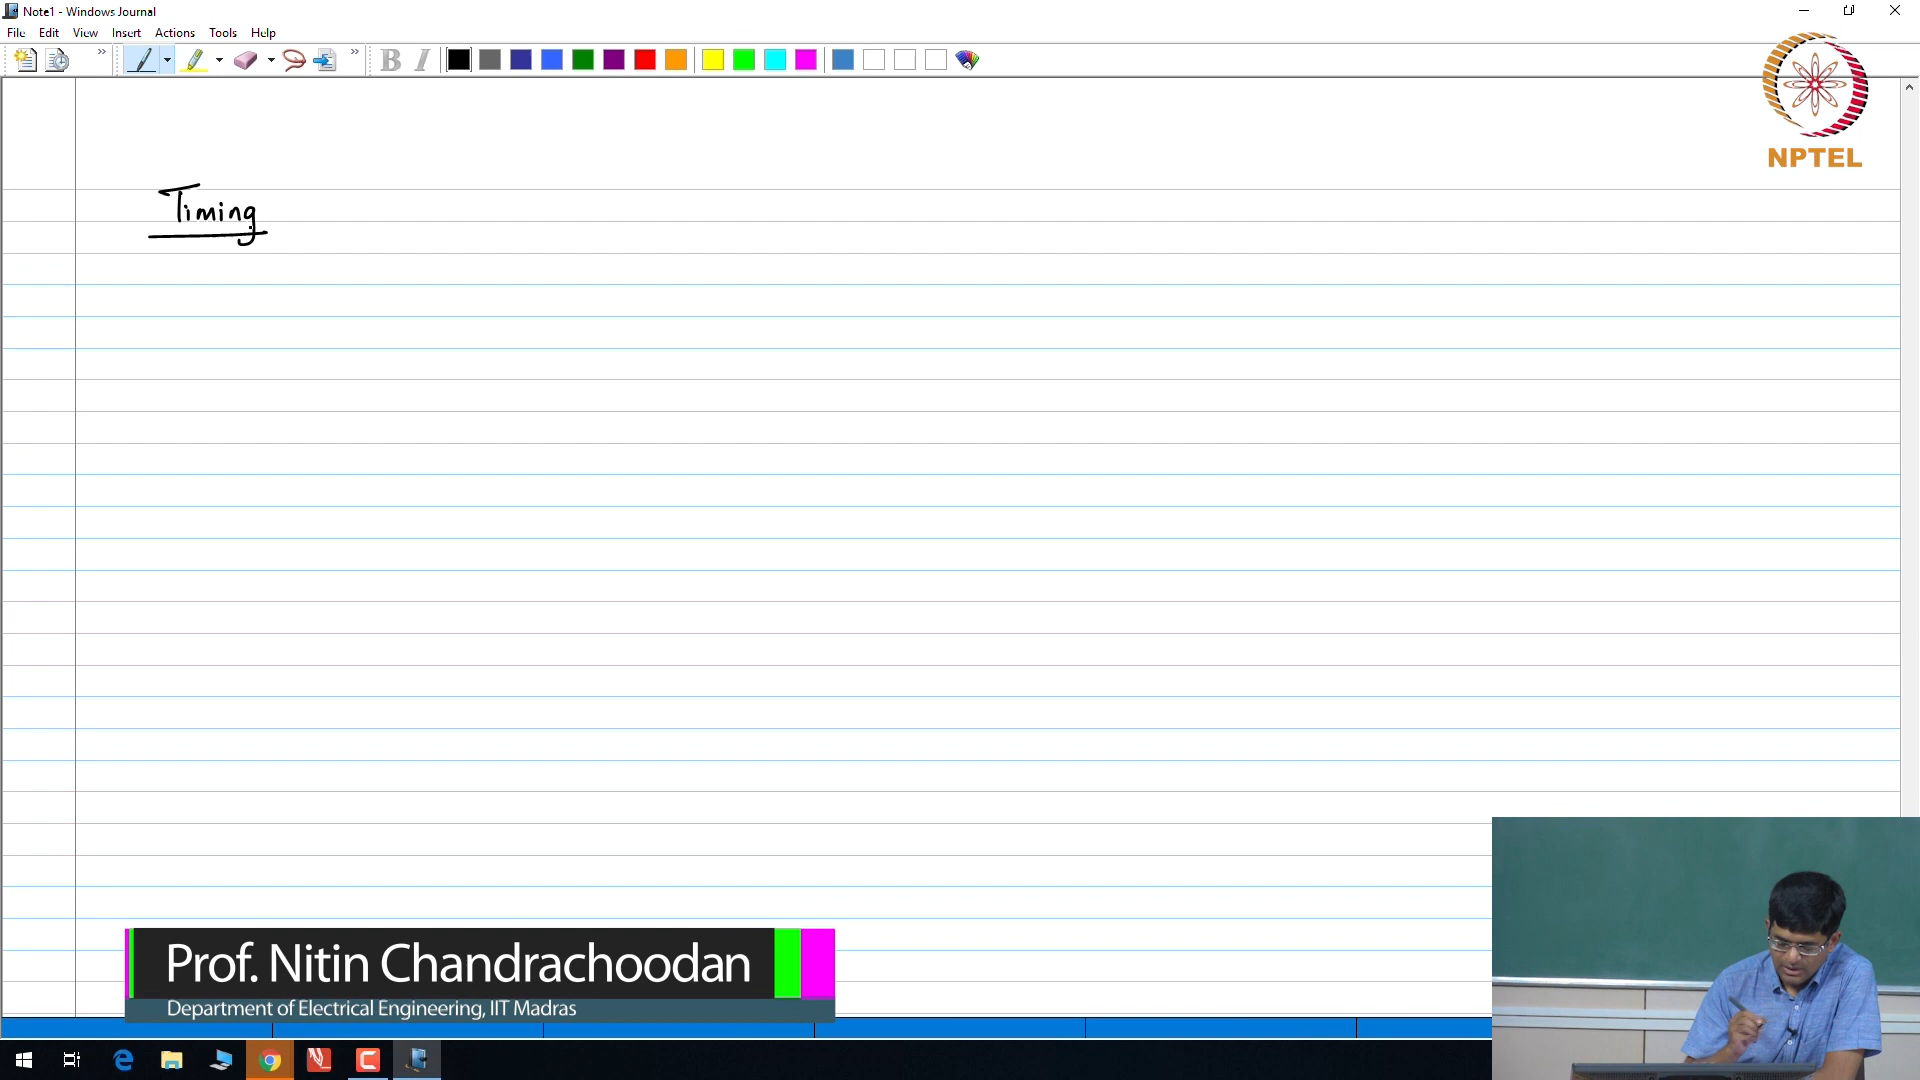 Note1 - Windows Journal
File Edit View Insert Actions Tools Help
B I
NPTEL
Timing
Prof. Nitin Chandrachoodan
Department of Electrical Engineering, IIT Madras